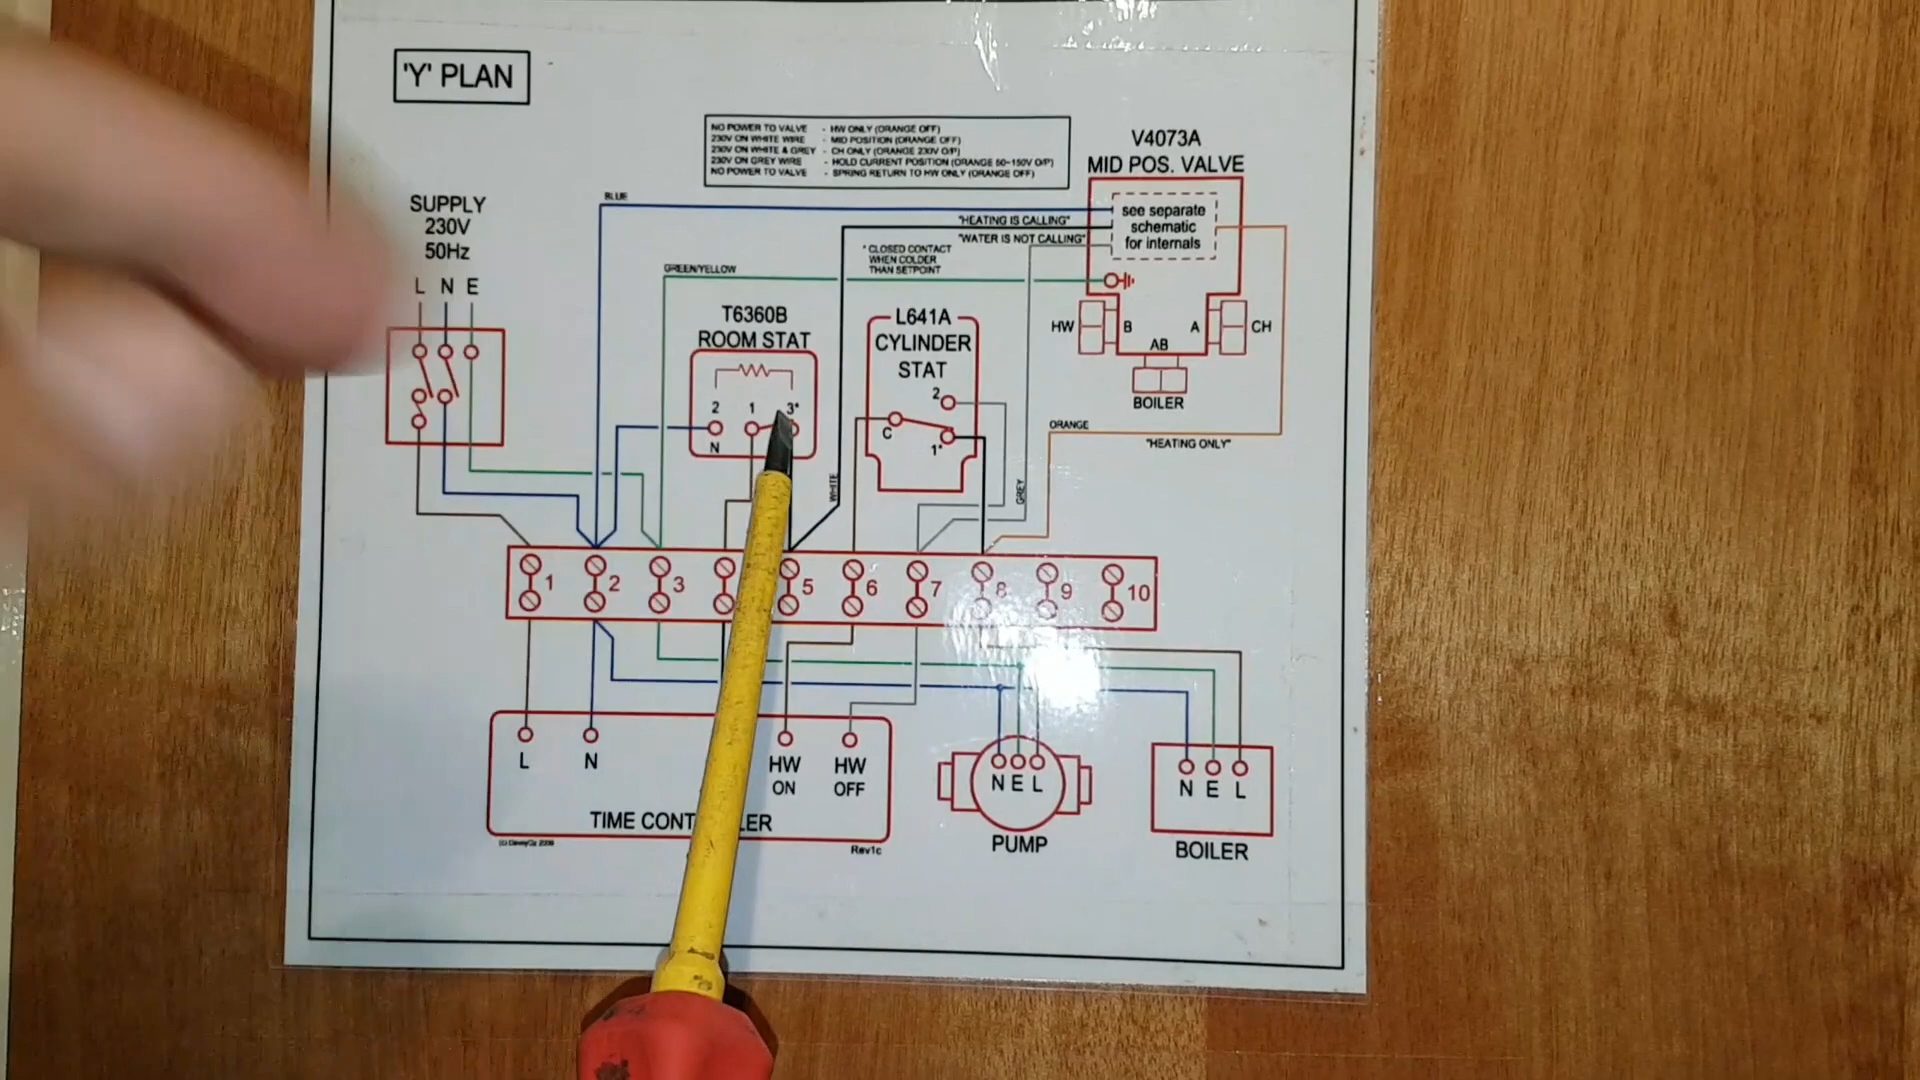 'Y' PLAN
NO POWER TO VALVE - HW ONLY (ORANGE OFF)
230V ON WHITE WIRE - MID POSITION (ORANGE OFF)
230V ON WHITE & GREY - CH ONLY (ORANGE 230V O/P)
230V ON GREY WIRE - HOLD CURRENT POSITION (ORANGE 50~150V O/P)
NO POWER TO VALVE - SPRING RETURN TO HW ONLY (ORANGE OFF)
V4073A
MID POS. VALVE
SUPPLY
230V
50Hz
L N E
BLUE
"HEATING IS CALLING"
"WATER IS NOT CALLING"
see separate
schematic
for internals
* CLOSED CONTACT
WHEN COLDER
THAN SETPOINT
GREEN/YELLOW
T6360B
ROOM STAT
2 1 3*
N
L641A
CYLINDER
STAT
2
C
1*
HW B A CH
AB
BOILER
ORANGE
"HEATING ONLY"
WHITE
GREY
1 2 3 5 6 7 8 9 10
L N HW ON HW OFF
TIME CONT LER
Rev1c
N E L
PUMP
N E L
BOILER